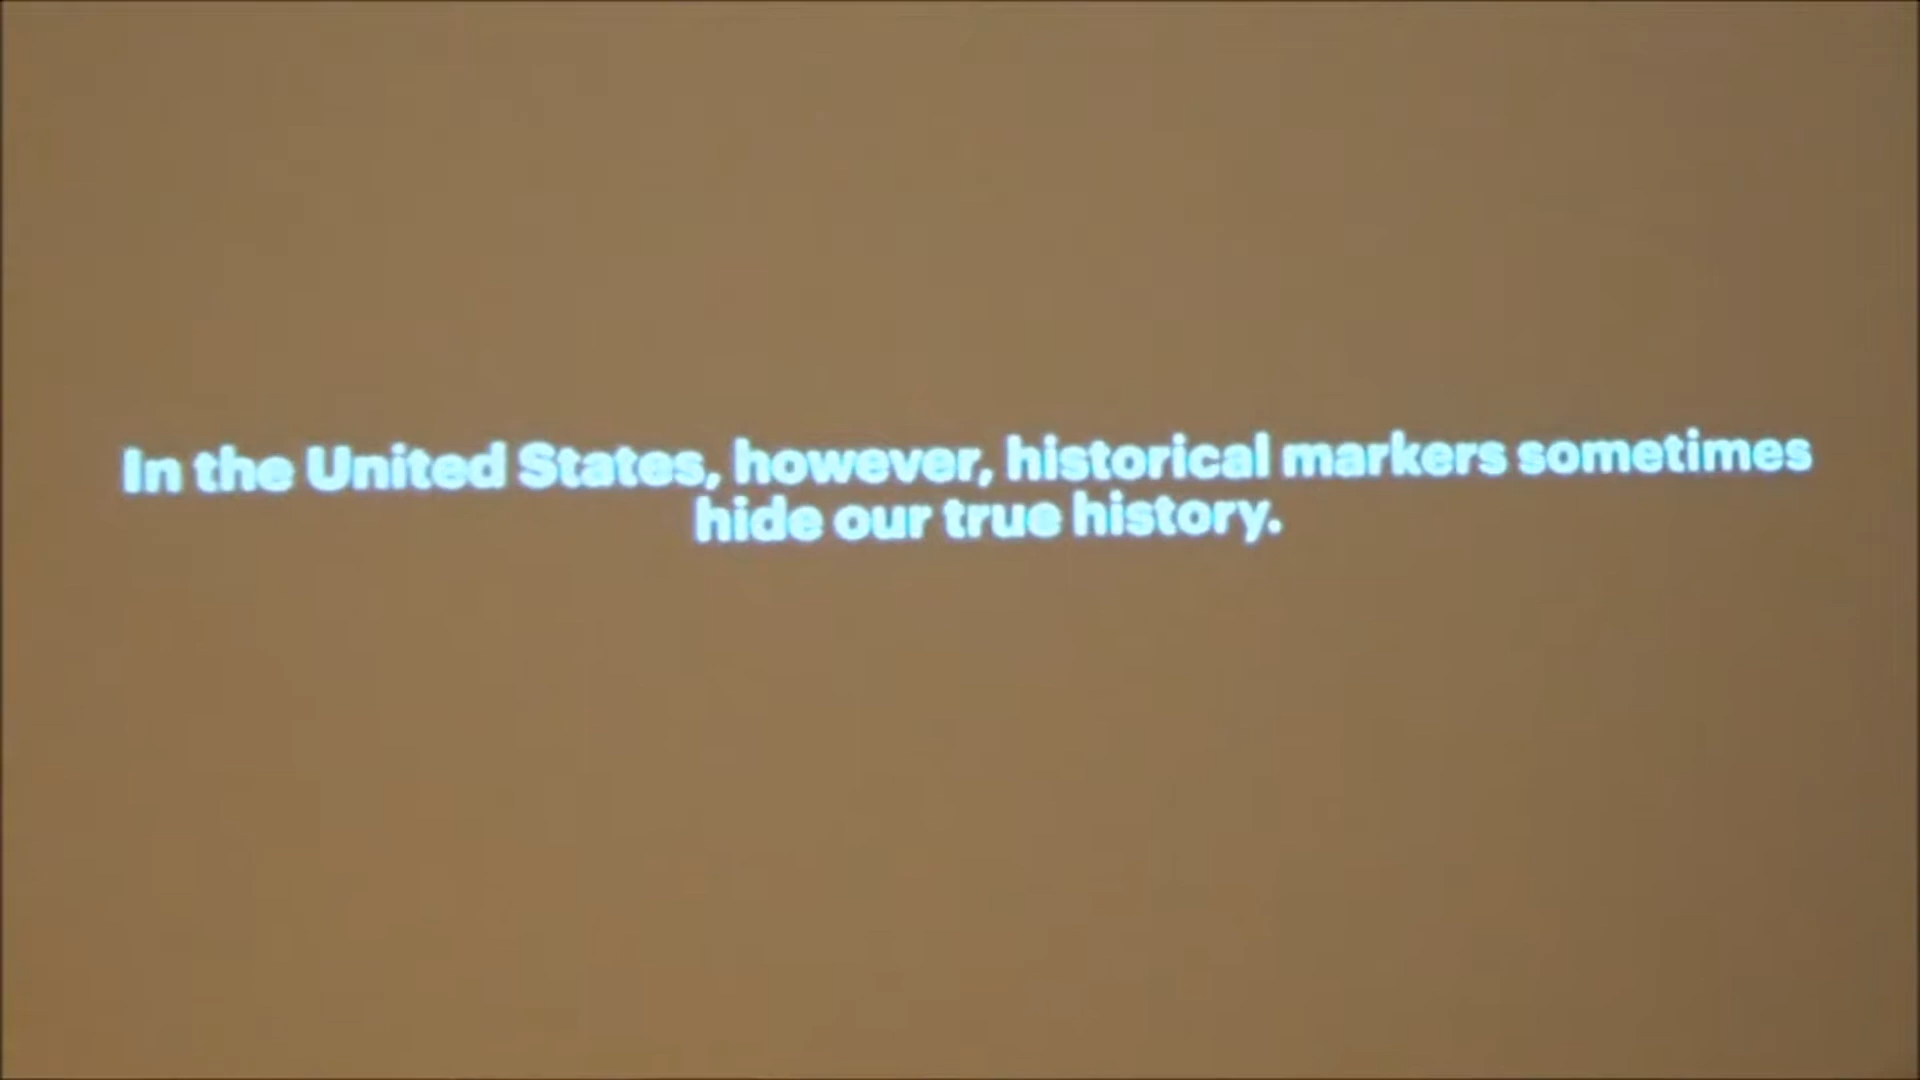 In the United States, however, historical markers sometimes
hide our true history.